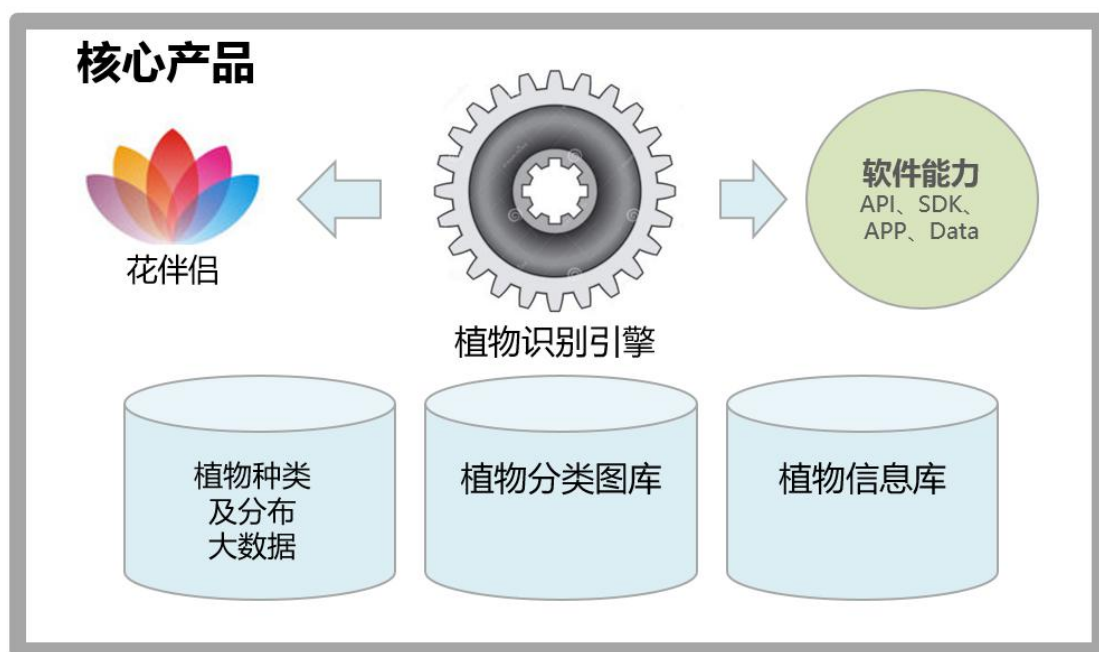 核心产品
花伴侣
植物识别引擎
软件能力
API、SDK、
APP、Data
植物种类
及分布
大数据
植物分类图库
植物信息库